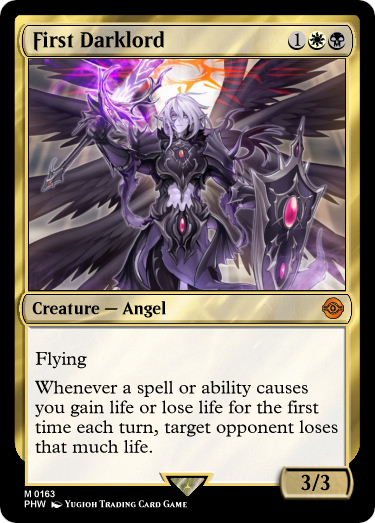 First Darklord 1
Creature — Angel
Flying
Whenever a spell or ability causes
you gain life or lose life for the first
time each turn, target opponent loses
that much life.
3/3
M 0163
PHW Yugioh Trading Card Game